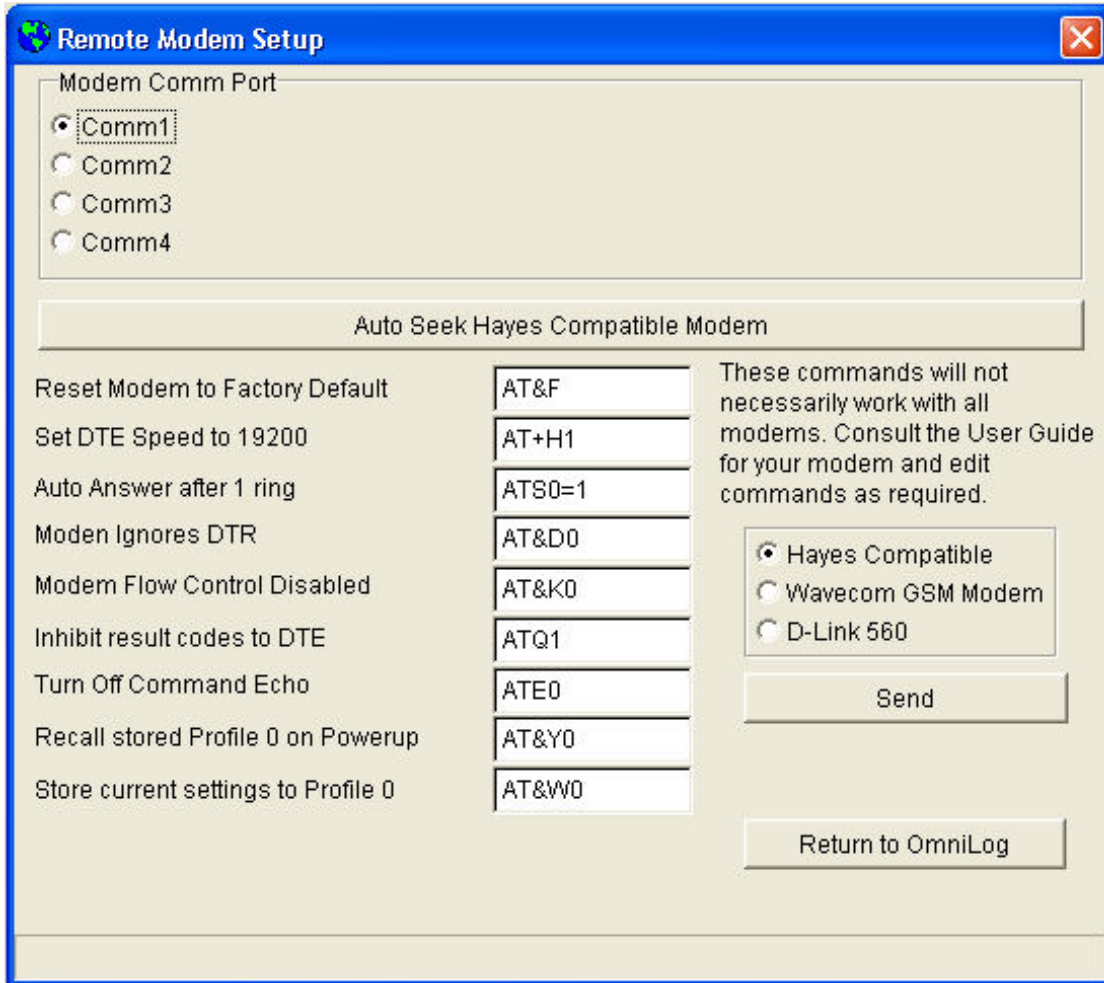 Remote Modem Setup
Modem Comm Port
Comm1
Comm2
Comm3
Comm4
Auto Seek Hayes Compatible Modem
Reset Modem to Factory Default AT&F
Set DTE Speed to 19200 AT+H1
Auto Answer after 1 ring ATS0=1
Moden Ignores DTR AT&D0
Modem Flow Control Disabled AT&K0
Inhibit result codes to DTE ATQ1
Turn Off Command Echo ATE0
Recall stored Profile 0 on Powerup AT&Y0
Store current settings to Profile 0 AT&W0
These commands will not
necessarily work with all
modems. Consult the User Guide
for your modem and edit
commands as required.
Hayes Compatible
Wavecom GSM Modem
D-Link 560
Send
Return to OmniLog